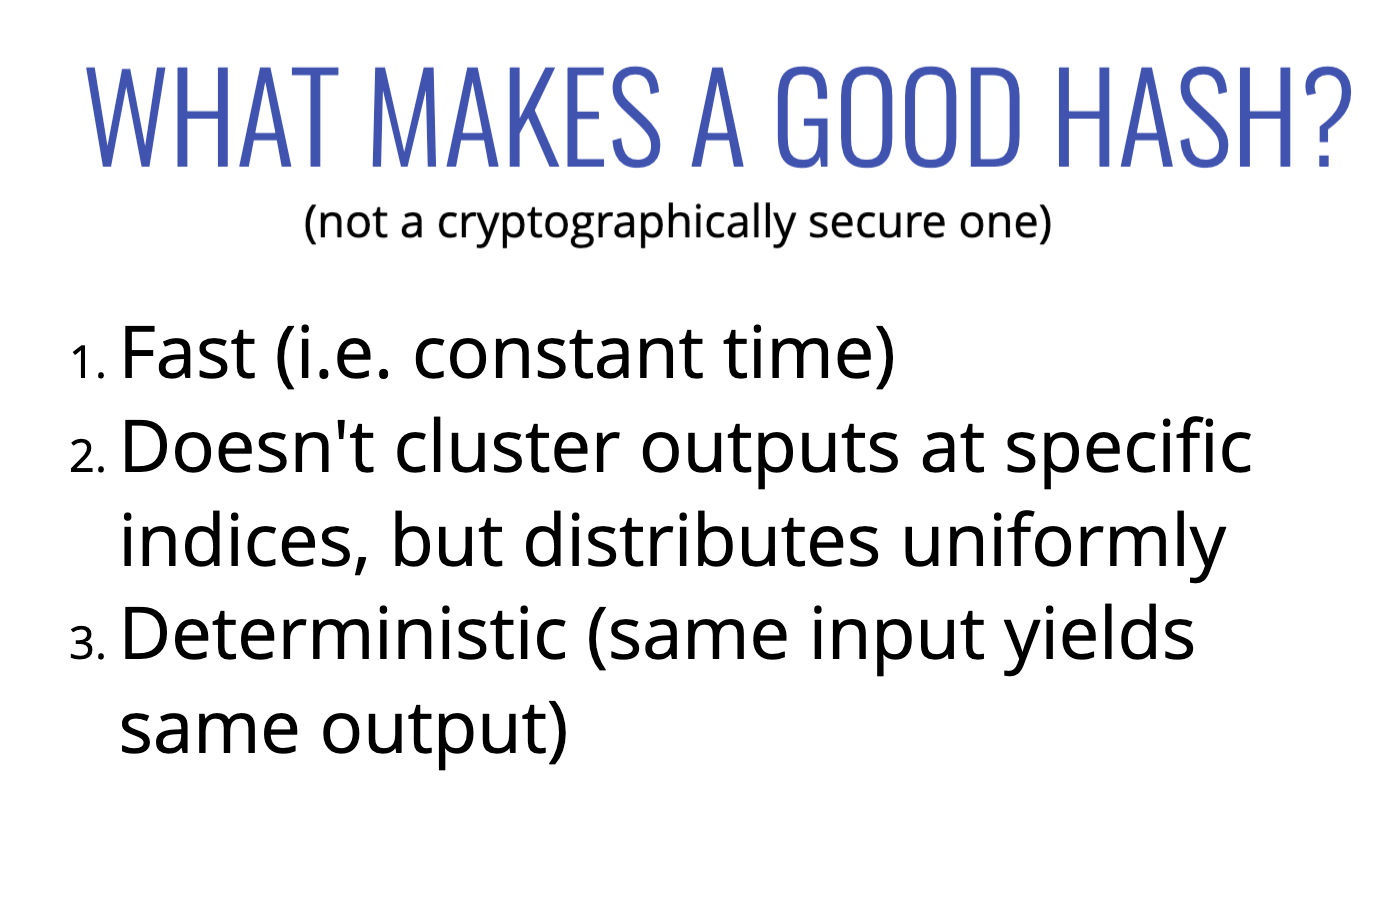 WHAT MAKES A GOOD HASH?
(not a cryptographically secure one)
1. Fast (i.e. constant time)
2. Doesn't cluster outputs at specific
indices, but distributes uniformly
3. Deterministic (same input yields
same output)